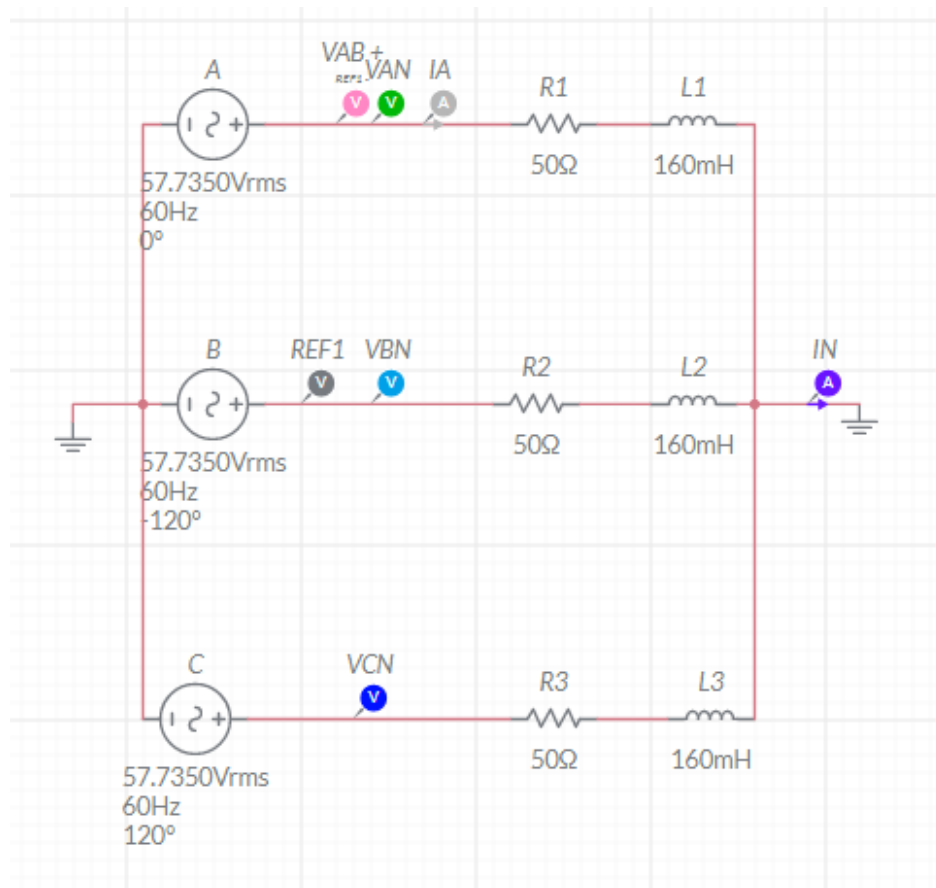 VAB +
REF1
VAN
IA
A
V
V
A
R1
L1
57.7350Vrms
60Hz
0°
50Ω
160mH
B
REF1
VBN
V
V
R2
L2
IN
A
57.7350Vrms
60Hz
-120°
50Ω
160mH
C
VCN
V
R3
L3
57.7350Vrms
60Hz
120°
50Ω
160mH